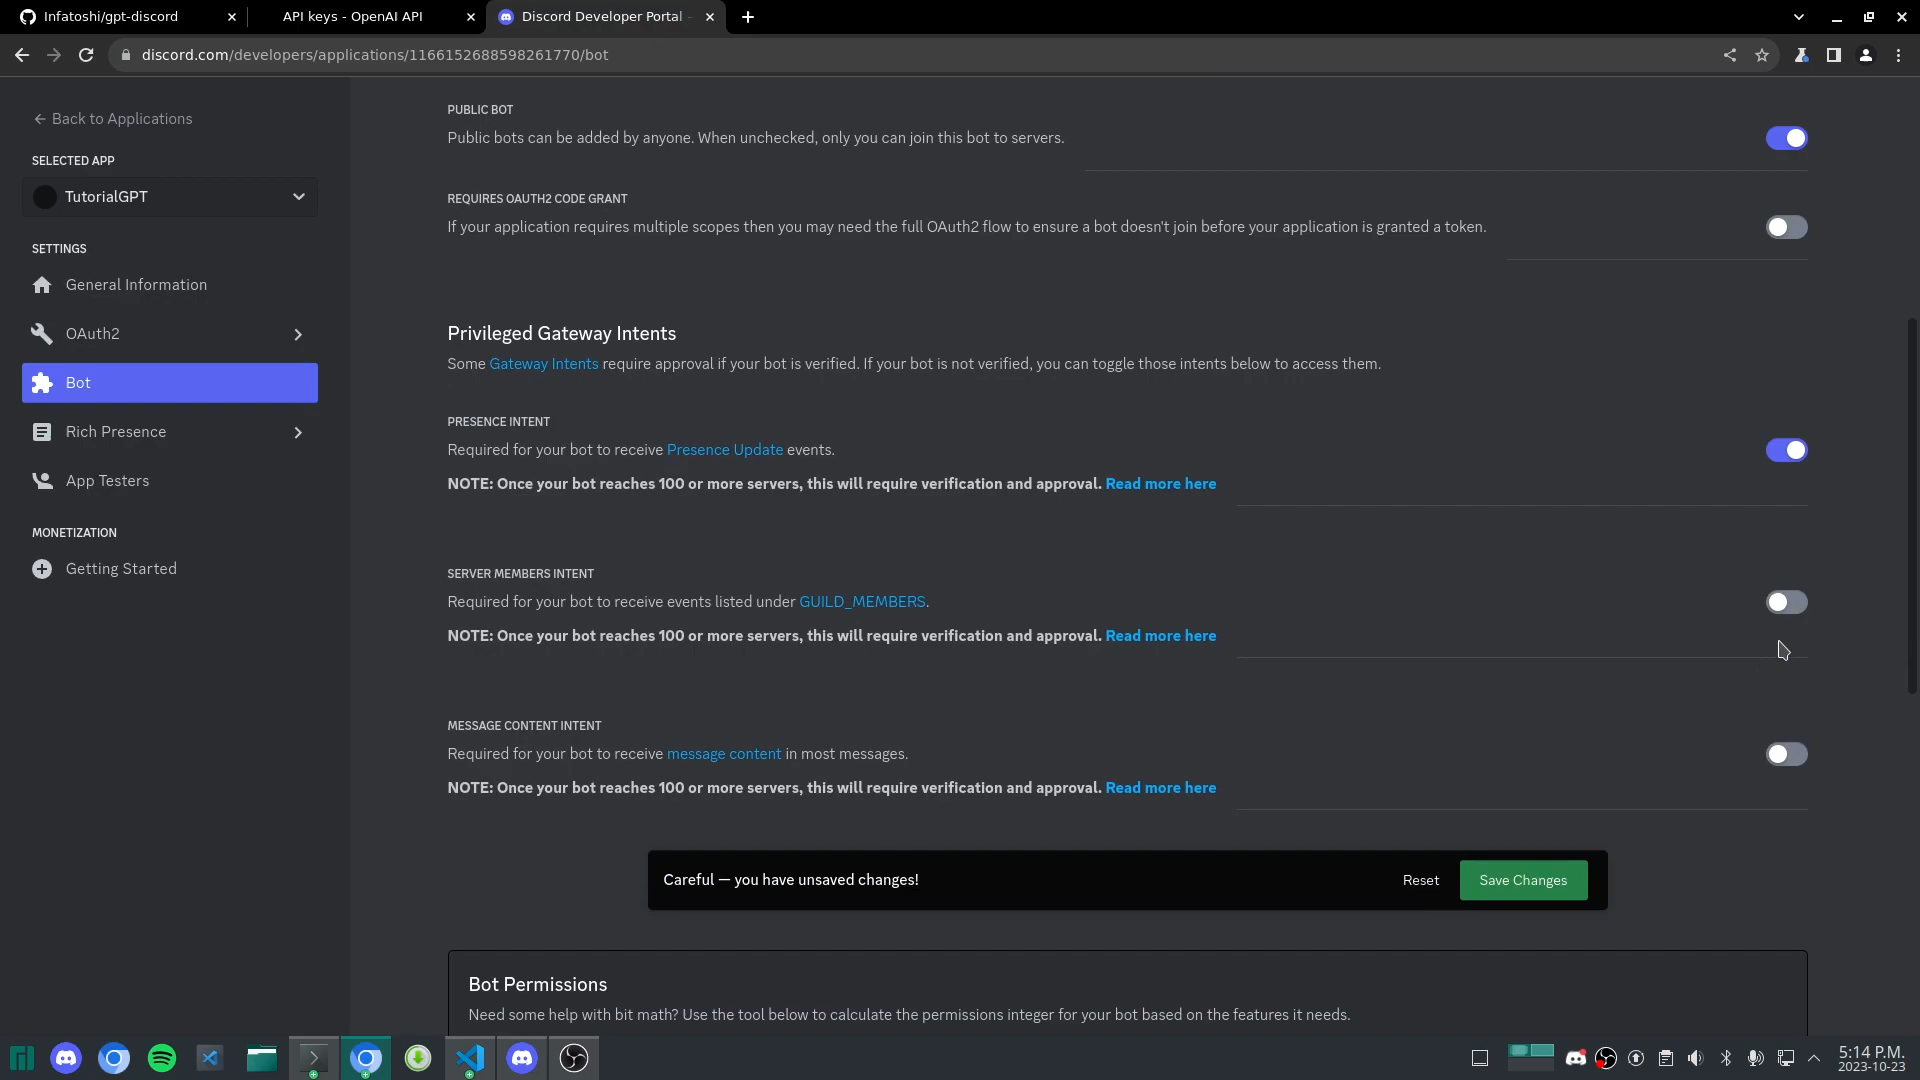 Infatoshi/gpt-discord
API keys - OpenAI API
Discord Developer Portal -
discord.com/developers/applications/1166152688598261770/bot
Back to Applications
SELECTED APP
TutorialGPT
SETTINGS
General Information
OAuth2
Bot
Rich Presence
App Testers
MONETIZATION
Getting Started
PUBLIC BOT
Public bots can be added by anyone. When unchecked, only you can join this bot to servers.
REQUIRES OAUTH2 CODE GRANT
If your application requires multiple scopes then you may need the full OAuth2 flow to ensure a bot doesn't join before your application is granted a token.
Privileged Gateway Intents
Some Gateway Intents require approval if your bot is verified. If your bot is not verified, you can toggle those intents below to access them.
PRESENCE INTENT
Required for your bot to receive Presence Update events.
NOTE: Once your bot reaches 100 or more servers, this will require verification and approval. Read more here
SERVER MEMBERS INTENT
Required for your bot to receive events listed under GUILD_MEMBERS.
NOTE: Once your bot reaches 100 or more servers, this will require verification and approval. Read more here
MESSAGE CONTENT INTENT
Required for your bot to receive message content in most messages.
NOTE: Once your bot reaches 100 or more servers, this will require verification and approval. Read more here
Careful — you have unsaved changes!
Reset
Save Changes
Bot Permissions
Need some help with bit math? Use the tool below to calculate the permissions integer for your bot based on the features it needs.
5:14 P.M.
2023-10-23